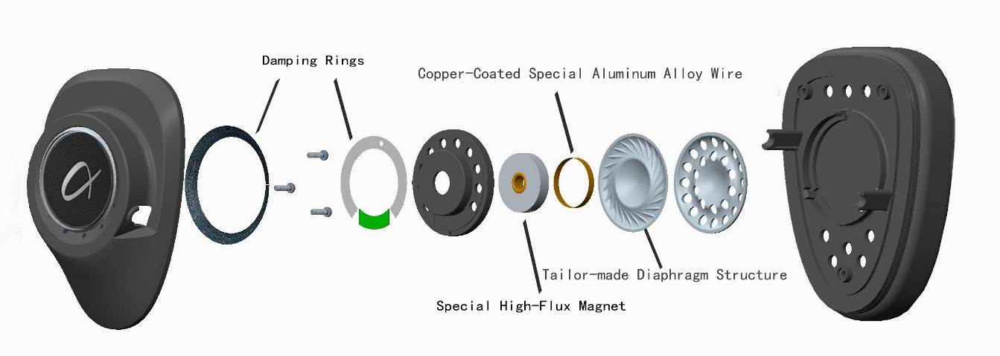 Damping Rings
Copper-Coated Special Aluminum Alloy Wire
Tailor-made Diaphragm Structure
Special High-Flux Magnet